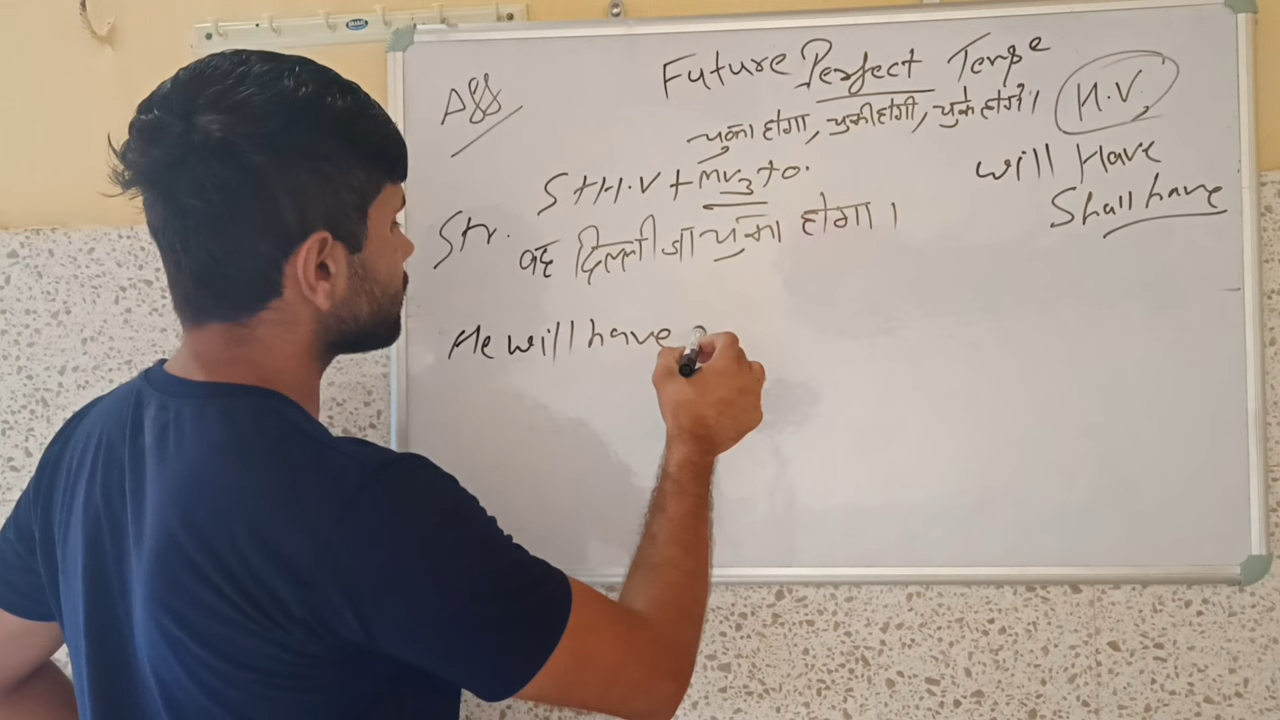 Future Perfect Tense
Aff
चुका होगा, चुकी होगी, चुके होंगे।
H.V.
will Have
Shall have
S+H.V+MV3+o.
Str.
वह दिल्ली जा चुका होगा।
He will have